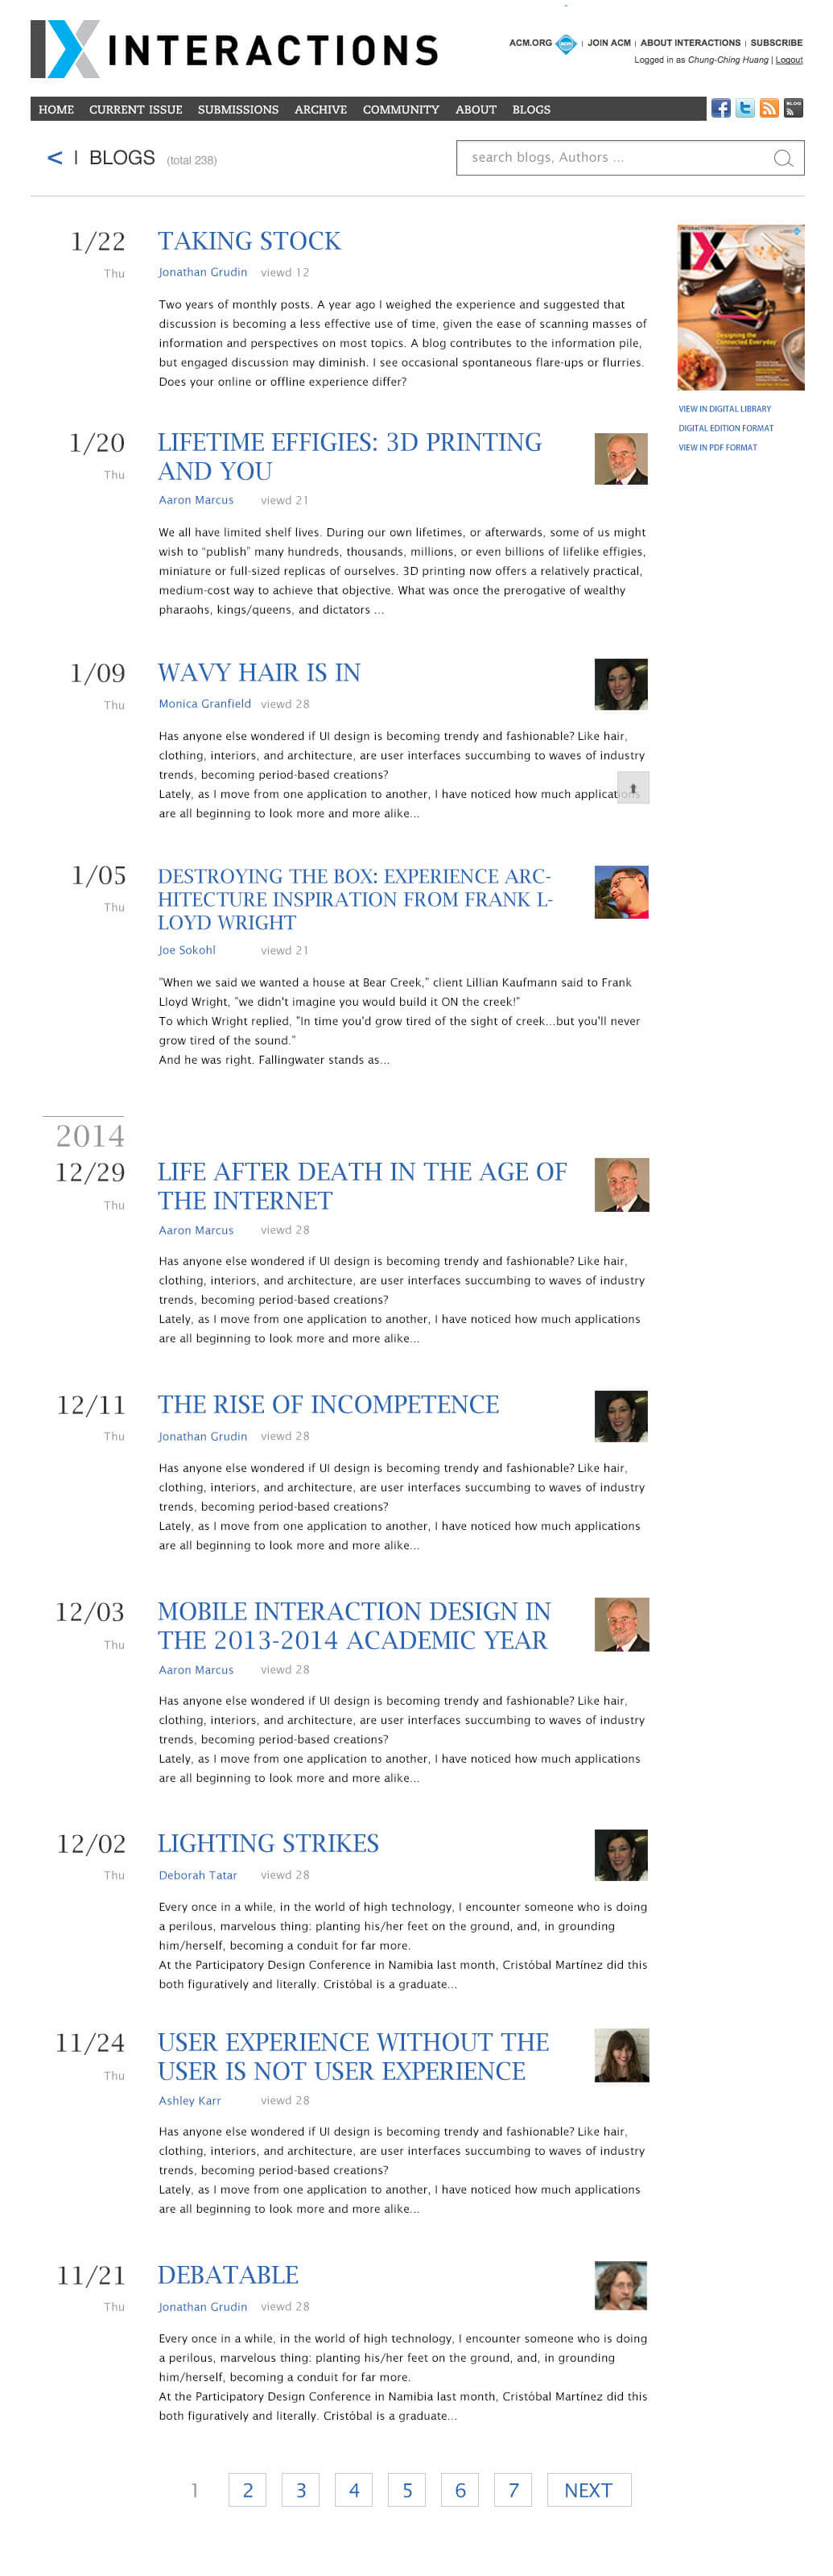 IX INTERACTIONS
ACM.ORG acm | JOIN ACM | ABOUT INTERACTIONS | SUBSCRIBE
Logged in as Chung-Ching Huang | Logout
HOME CURRENT ISSUE SUBMISSIONS ARCHIVE COMMUNITY ABOUT BLOGS
BLOG
< | BLOGS (total 238)
search blogs, Authors ...
1/22 TAKING STOCK
Thu Jonathan Grudin viewd 12
Two years of monthly posts. A year ago I weighed the experience and suggested that
discussion is becoming a less effective use of time, given the ease of scanning masses of
information and perspectives on most topics. A blog contributes to the information pile,
but engaged discussion may diminish. I see occasional spontaneous flare-ups or flurries.
Does your online or offline experience differ?
INTERACTIONS
IX
Designing the
Connected Everyday
VIEW IN DIGITAL LIBRARY
DIGITAL EDITION FORMAT
VIEW IN PDF FORMAT
1/20 LIFETIME EFFIGIES: 3D PRINTING
Thu AND YOU
Aaron Marcus viewd 21
We all have limited shelf lives. During our own lifetimes, or afterwards, some of us might
wish to “publish” many hundreds, thousands, millions, or even billions of lifelike effigies,
miniature or full-sized replicas of ourselves. 3D printing now offers a relatively practical,
medium-cost way to achieve that objective. What was once the prerogative of wealthy
pharaohs, kings/queens, and dictators ...
1/09 WAVY HAIR IS IN
Thu Monica Granfield viewd 28
Has anyone else wondered if UI design is becoming trendy and fashionable? Like hair,
clothing, interiors, and architecture, are user interfaces succumbing to waves of industry
trends, becoming period-based creations?
Lately, as I move from one application to another, I have noticed how much applications
are all beginning to look more and more alike...
1/05 DESTROYING THE BOX: EXPERIENCE ARC-
Thu HITECTURE INSPIRATION FROM FRANK L-
LOYD WRIGHT
Joe Sokohl viewd 21
"When we said we wanted a house at Bear Creek," client Lillian Kaufmann said to Frank
Lloyd Wright, "we didn't imagine you would build it ON the creek!"
To which Wright replied, "In time you'd grow tired of the sight of creek...but you'll never
grow tired of the sound."
And he was right. Fallingwater stands as...
2014
12/29 LIFE AFTER DEATH IN THE AGE OF
Thu THE INTERNET
Aaron Marcus viewd 28
Has anyone else wondered if UI design is becoming trendy and fashionable? Like hair,
clothing, interiors, and architecture, are user interfaces succumbing to waves of industry
trends, becoming period-based creations?
Lately, as I move from one application to another, I have noticed how much applications
are all beginning to look more and more alike...
12/11 THE RISE OF INCOMPETENCE
Thu Jonathan Grudin viewd 28
Has anyone else wondered if UI design is becoming trendy and fashionable? Like hair,
clothing, interiors, and architecture, are user interfaces succumbing to waves of industry
trends, becoming period-based creations?
Lately, as I move from one application to another, I have noticed how much applications
are all beginning to look more and more alike...
12/03 MOBILE INTERACTION DESIGN IN
Thu THE 2013-2014 ACADEMIC YEAR
Aaron Marcus viewd 28
Has anyone else wondered if UI design is becoming trendy and fashionable? Like hair,
clothing, interiors, and architecture, are user interfaces succumbing to waves of industry
trends, becoming period-based creations?
Lately, as I move from one application to another, I have noticed how much applications
are all beginning to look more and more alike...
12/02 LIGHTING STRIKES
Thu Deborah Tatar viewd 28
Every once in a while, in the world of high technology, I encounter someone who is doing
a perilous, marvelous thing: planting his/her feet on the ground, and, in grounding
him/herself, becoming a conduit for far more.
At the Participatory Design Conference in Namibia last month, Cristóbal Martínez did this
both figuratively and literally. Cristóbal is a graduate...
11/24 USER EXPERIENCE WITHOUT THE
Thu USER IS NOT USER EXPERIENCE
Ashley Karr viewd 28
Has anyone else wondered if UI design is becoming trendy and fashionable? Like hair,
clothing, interiors, and architecture, are user interfaces succumbing to waves of industry
trends, becoming period-based creations?
Lately, as I move from one application to another, I have noticed how much applications
are all beginning to look more and more alike...
11/21 DEBATABLE
Thu Jonathan Grudin viewd 28
Every once in a while, in the world of high technology, I encounter someone who is doing
a perilous, marvelous thing: planting his/her feet on the ground, and, in grounding
him/herself, becoming a conduit for far more.
At the Participatory Design Conference in Namibia last month, Cristóbal Martínez did this
both figuratively and literally. Cristóbal is a graduate...
1 2 3 4 5 6 7 NEXT